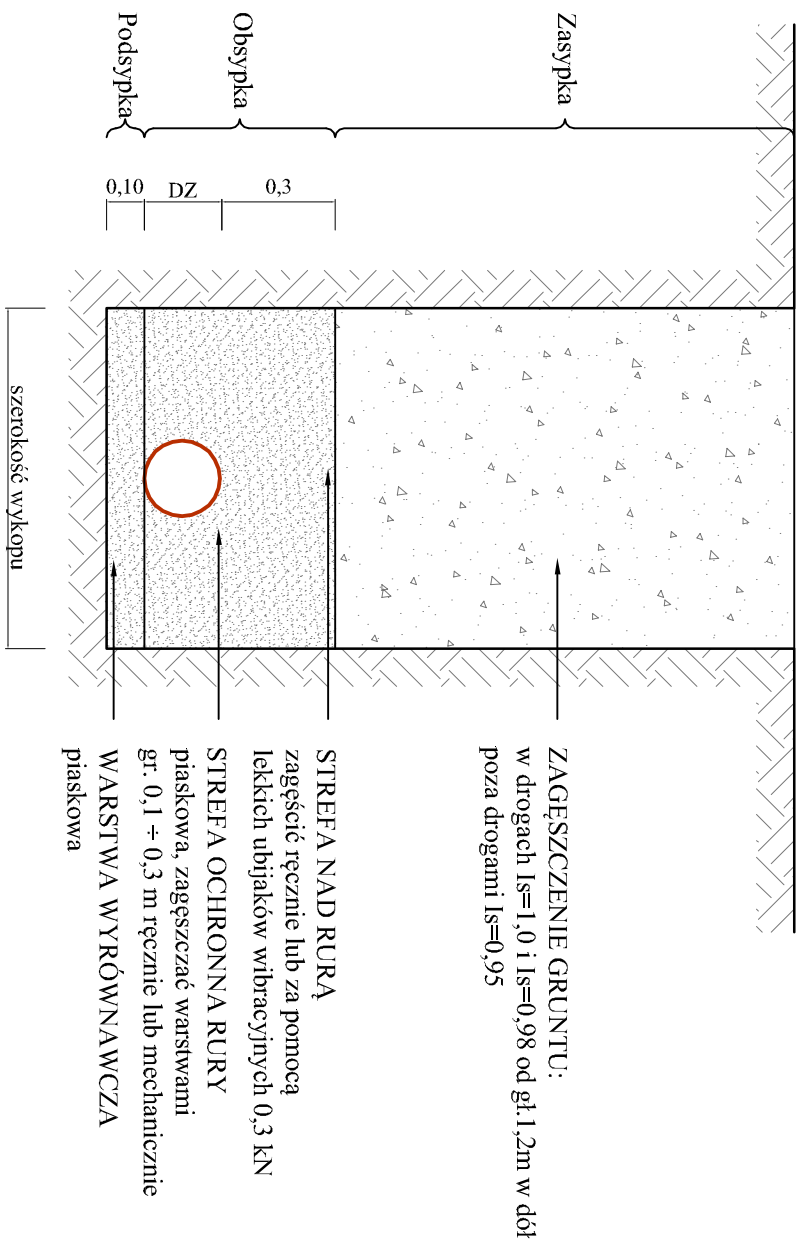 Zasypka
Obsypka
Podsypka
0,3
DZ
0,10
ZAGĘSZCZENIE GRUNTU:
w drogach Is=1,0 i Is=0,98 od gł.1,2m w dół
poza drogami Is=0,95
STREFA NAD RURĄ
zagęścić ręcznie lub za pomocą
lekkich ubijaków wibracyjnych 0,3 kN
STREFA OCHRONNA RURY
piaskowa, zagęszczać warstwami
gr. 0,1 ÷ 0,3 m ręcznie lub mechanicznie
WARSTWA WYRÓWNAWCZA
piaskowa
szerokość wykopu